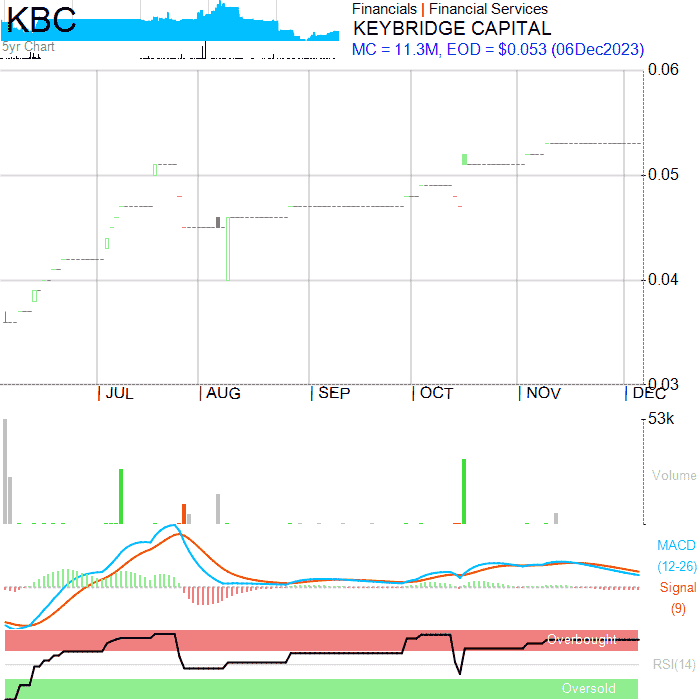 KBC
5yr Chart
Financials | Financial Services
KEYBRIDGE CAPITAL
MC = 11.3M, EOD = $0.053 (06Dec2023)
0.06
0.05
0.04
0.03
JUL AUG SEP OCT NOV DEC
53k
Volume
MACD
(12-26)
Signal
(9)
Overbought
RSI(14)
Oversold